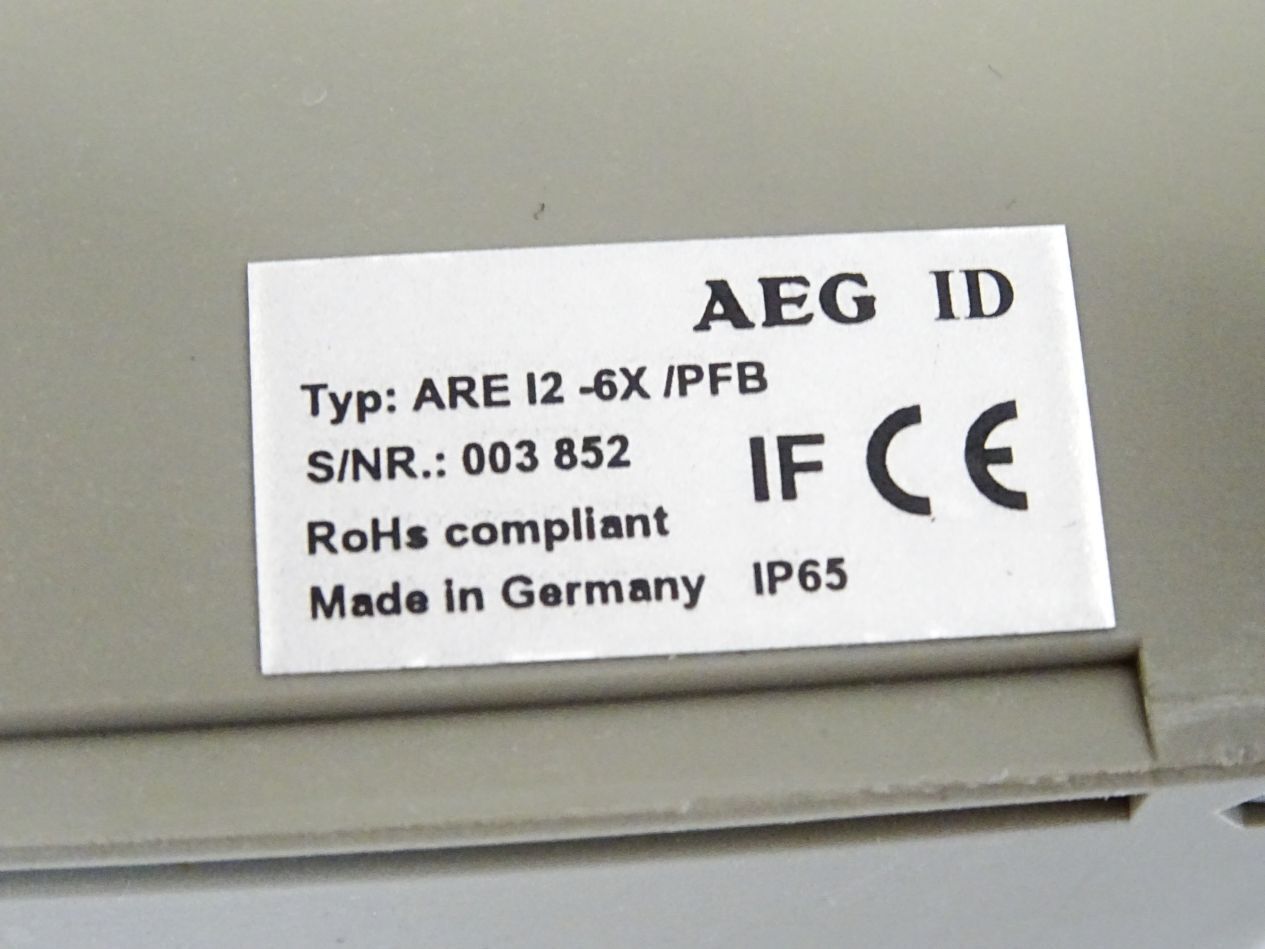 AEG ID
Typ: ARE I2 -6X /PFB
S/NR.: 003 852
IF CE
RoHs compliant
Made in Germany IP65